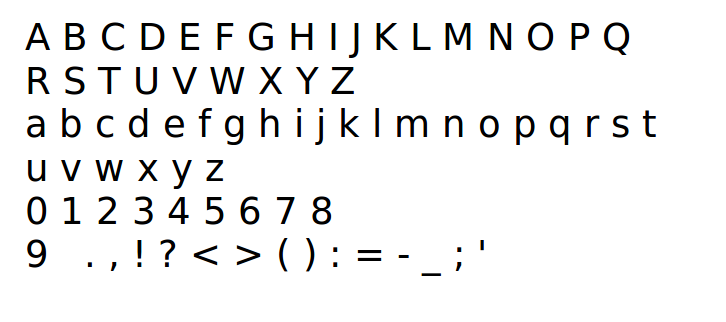 A B C D E F G H I J K L M N O P Q
R S T U V W X Y Z
a b c d e f g h i j k l m n o p q r s t
u v w x y z
0 1 2 3 4 5 6 7 8
9   . , ! ? < > ( ) : = - _ ; '